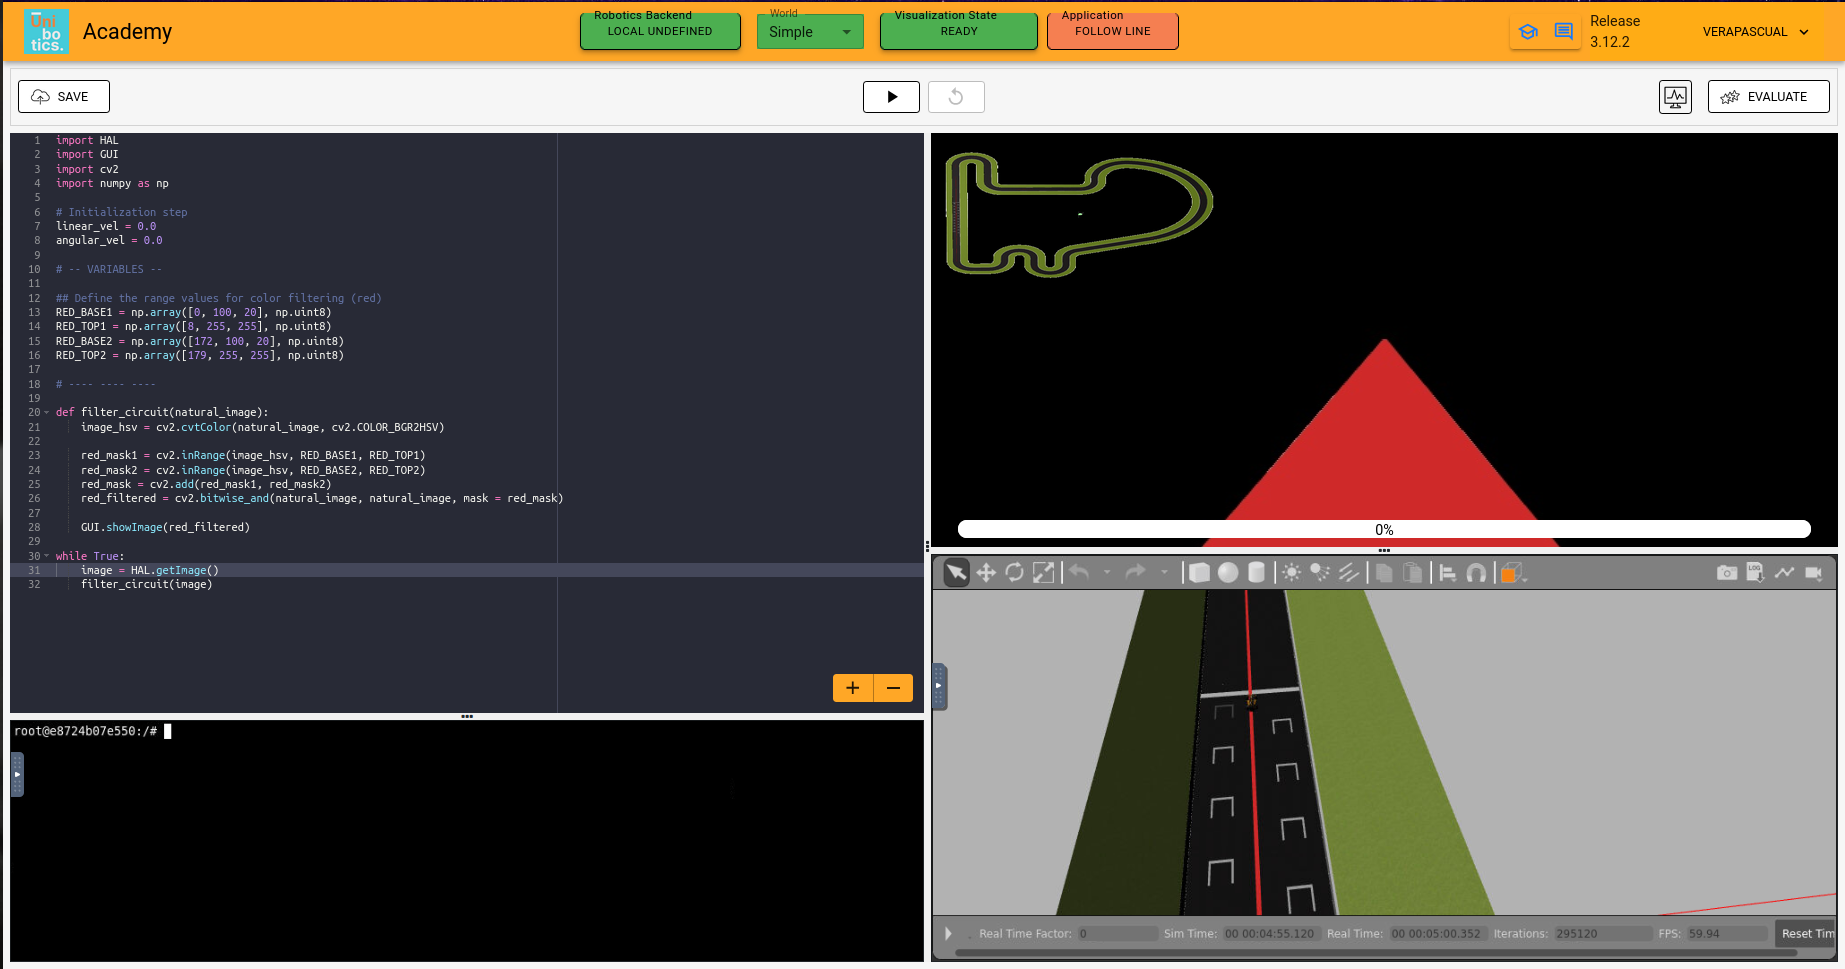 Uni
bo
tics.
Academy
Robotics Backend
LOCAL UNDEFINED
World
Simple
Visualization State
READY
Application
FOLLOW LINE
Release
3.12.2
VERAPASCUAL
SAVE
EVALUATE
1 import HAL
2 import GUI
3 import cv2
4 import numpy as np
5
6 # Initialization step
7 linear_vel = 0.0
8 angular_vel = 0.0
9
10 # -- VARIABLES --
11
12 ## Define the range values for color filtering (red)
13 RED_BASE1 = np.array([0, 100, 20], np.uint8)
14 RED_TOP1 = np.array([8, 255, 255], np.uint8)
15 RED_BASE2 = np.array([172, 100, 20], np.uint8)
16 RED_TOP2 = np.array([179, 255, 255], np.uint8)
17
18 # ---- ---- ----
19
20 def filter_circuit(natural_image):
21     image_hsv = cv2.cvtColor(natural_image, cv2.COLOR_BGR2HSV)
22
23     red_mask1 = cv2.inRange(image_hsv, RED_BASE1, RED_TOP1)
24     red_mask2 = cv2.inRange(image_hsv, RED_BASE2, RED_TOP2)
25     red_mask = cv2.add(red_mask1, red_mask2)
26     red_filtered = cv2.bitwise_and(natural_image, natural_image, mask = red_mask)
27
28     GUI.showImage(red_filtered)
29
30 while True:
31     image = HAL.getImage()
32     filter_circuit(image)
+ −
root@e8724b07e550:/#
0%
LOG
Real Time Factor: 0 Sim Time: 00 00:04:55.120 Real Time: 00 00:05:00.352 Iterations: 295120 FPS: 59.94 Reset Tim